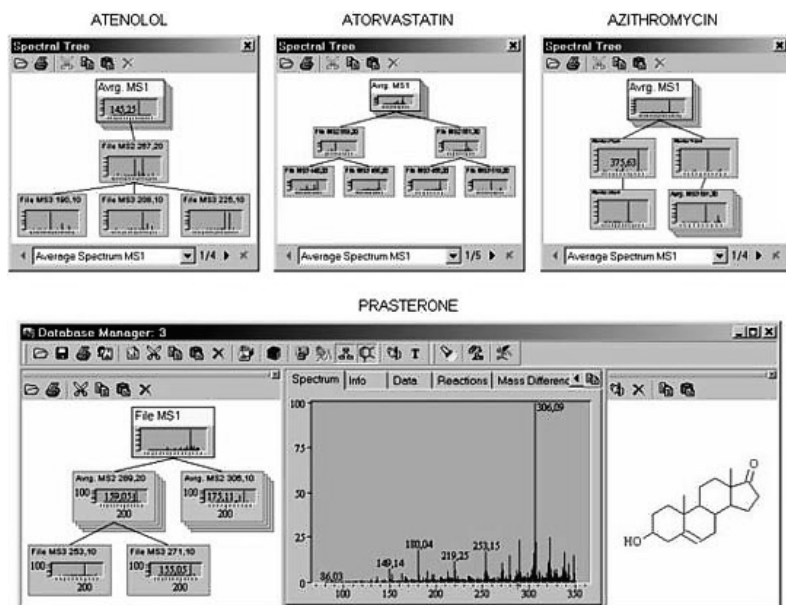 ATENOLOL
Spectral Tree
Avrg. MS1
145,25
File MS2 267,20
File MS3 190,10
File MS3 208,10
File MS3 225,10
Average Spectrum MS1
1/4
ATORVASTATIN
Spectral Tree
Avrg. MS1
Average Spectrum MS1
1/5
AZITHROMYCIN
Spectral Tree
Avrg. MS1
375,63
Average Spectrum MS1
1/4
PRASTERONE
Database Manager: 3
T
File MS1
Avrg. MS2 289,20
100
159,05
200
Avrg. MS2 306,10
100
175,11
200
File MS3 253,10
File MS3 271,10
100
155,05
200
Spectrum
Info
Data
Reactions
Mass Differenc
100
306,09
75
50
25
180,04
253,15
219,25
149,14
86,03
0
100
150
200
250
300
350
O
HO